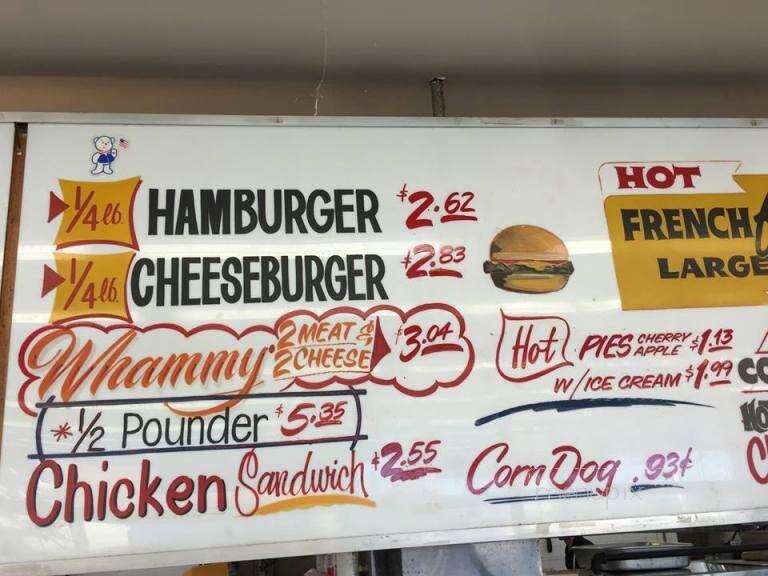 1/4 lb. HAMBURGER $2.62
1/4 lb. CHEESEBURGER $2.83
Whammy 2 MEAT & 2 CHEESE $3.04
*1/2 Pounder $5.35
Chicken Sandwich $2.55
HOT
FRENCH
LARGE
Hot PIES CHERRY APPLE $1.13
W/ICE CREAM $1.99
Corn Dog .93¢